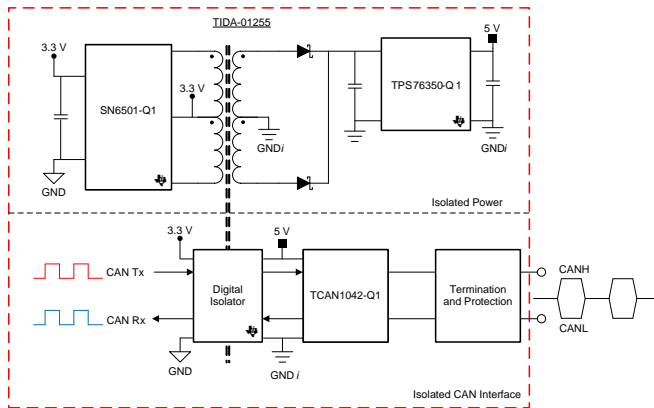 TIDA-01255
3.3 V
5 V
3.3 V
SN6501-Q1
TPS76350-Q 1
GNDi
GNDi
GND
Isolated Power
3.3 V
5 V
CAN Tx
CANH
Digital
Isolator
TCAN1042-Q1
Termination
and Protection
CAN Rx
CANL
GND
GND i
Isolated CAN Interface